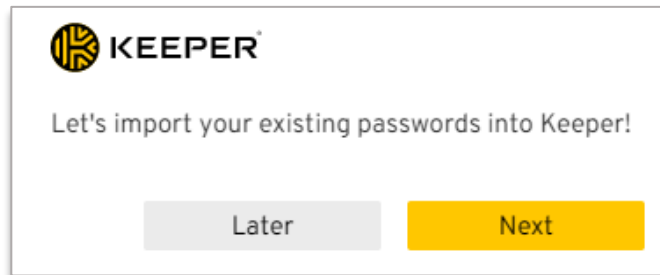 KEEPER
Let's import your existing passwords into Keeper!
Later
Next